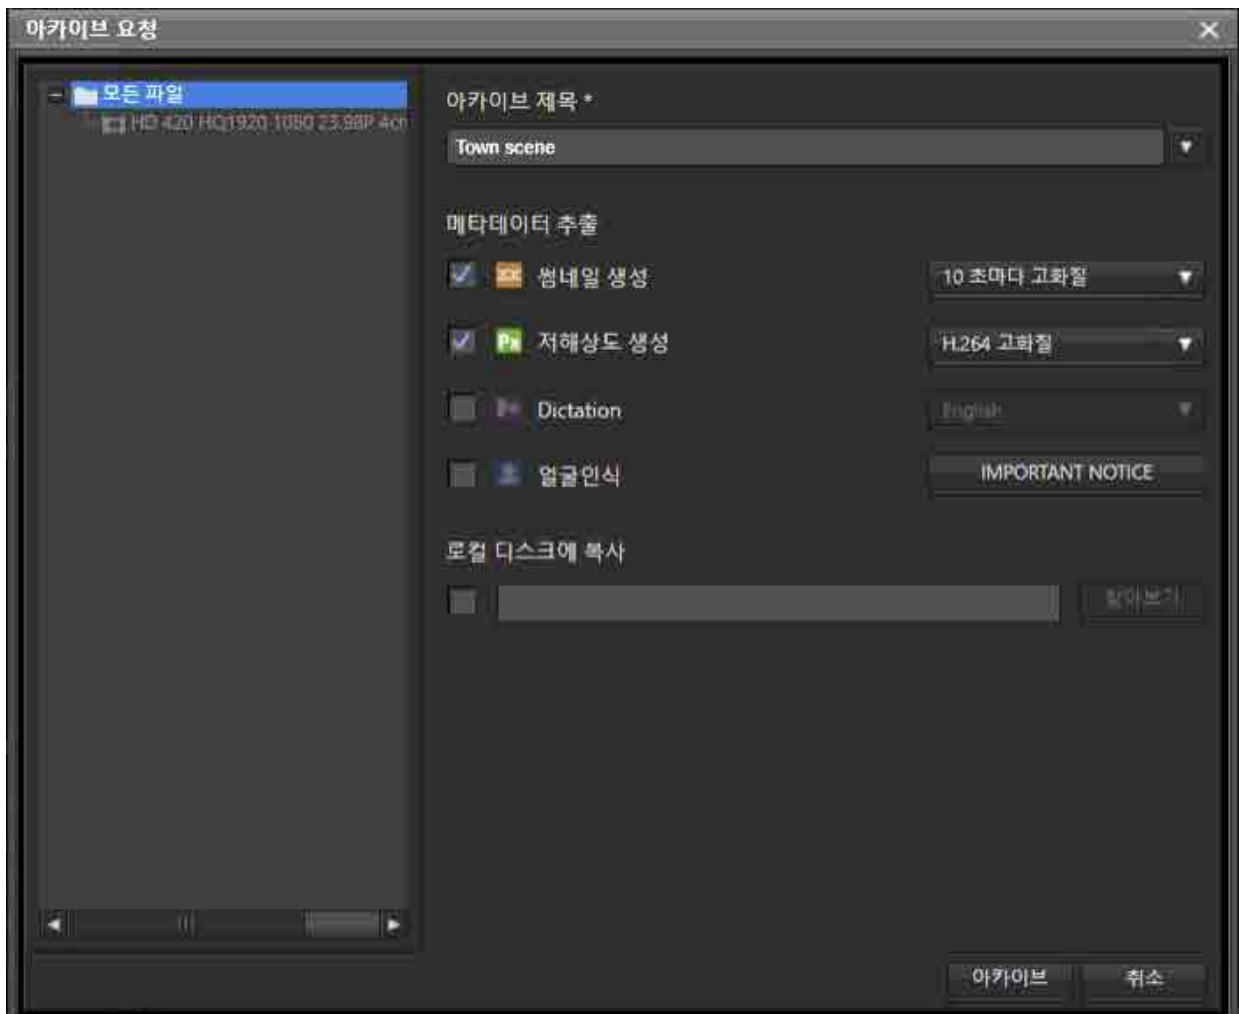 아카이브 요청
모든 파일
HD 420 HQ1920 1080 23.98P 4ch
아카이브 제목 *
Town scene
메타데이터 추출
썸네일 생성
10 초마다 고화질
Px 저해상도 생성
H.264 고화질
Dictation
English
얼굴인식
IMPORTANT NOTICE
로컬 디스크에 복사
찾아보기
아카이브
취소